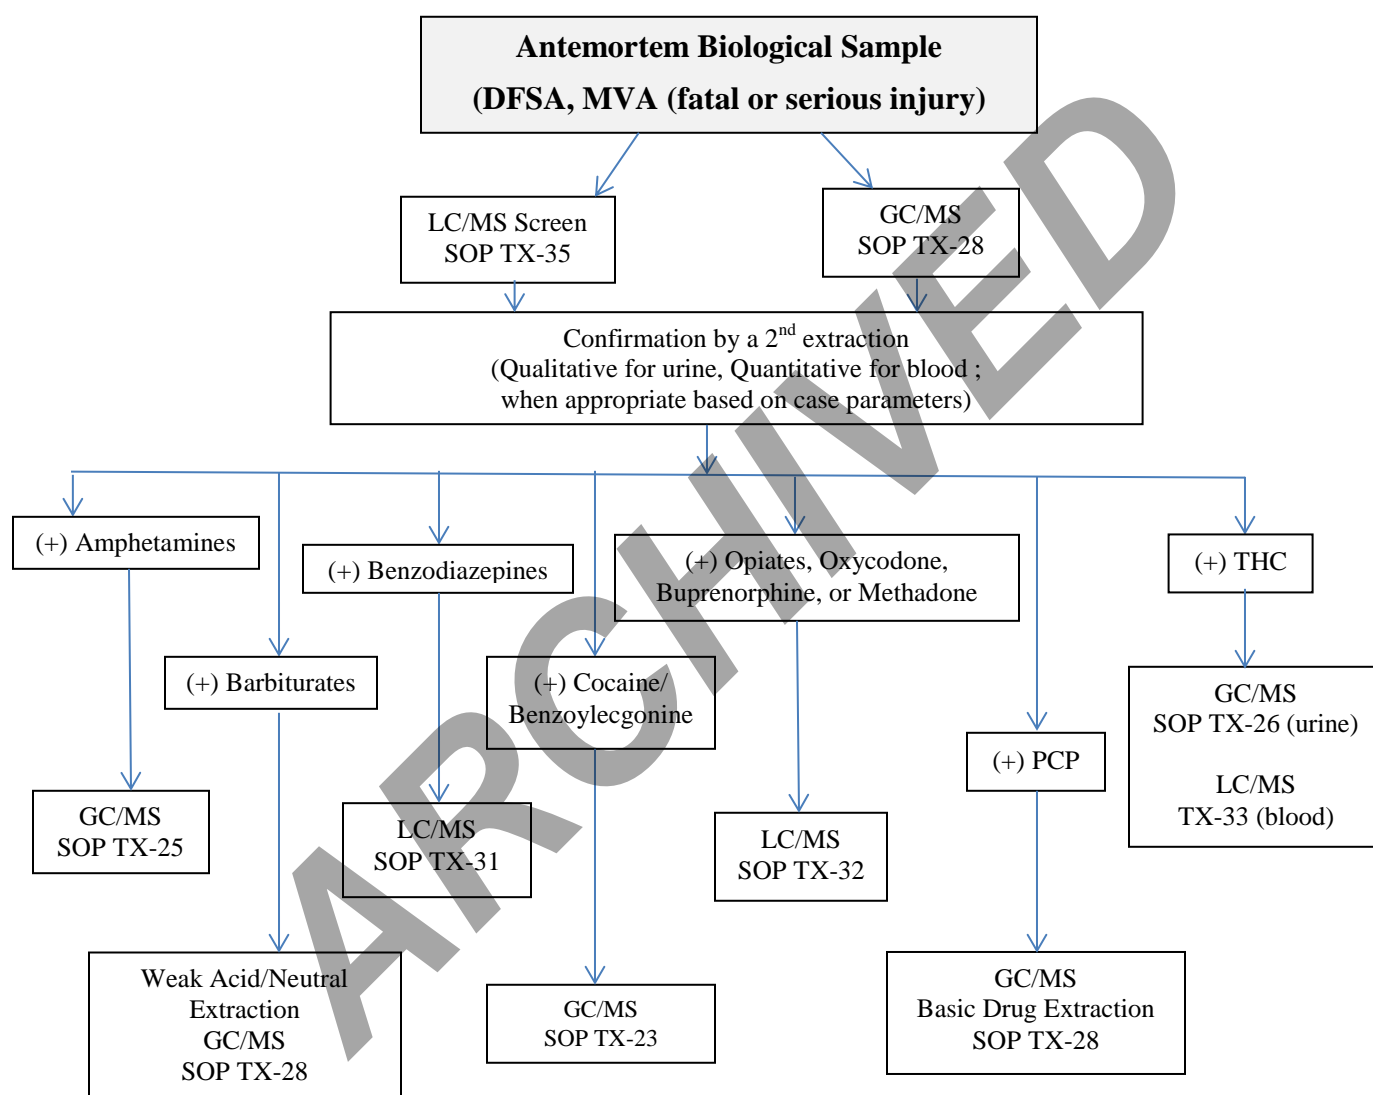 Antemortem Biological Sample
(DFSA, MVA (fatal or serious injury)
LC/MS Screen
SOP TX-35
GC/MS
SOP TX-28
Confirmation by a 2nd extraction
(Qualitative for urine, Quantitative for blood ;
when appropriate based on case parameters)
(+) Amphetamines
(+) Benzodiazepines
(+) Opiates, Oxycodone,
Buprenorphine, or Methadone
(+) THC
(+) Barbiturates
(+) Cocaine/
Benzoylecgonine
(+) PCP
GC/MS
SOP TX-26 (urine)
LC/MS
TX-33 (blood)
GC/MS
SOP TX-25
LC/MS
SOP TX-31
LC/MS
SOP TX-32
Weak Acid/Neutral
Extraction
GC/MS
SOP TX-28
GC/MS
SOP TX-23
GC/MS
Basic Drug Extraction
SOP TX-28
ARCHIVED